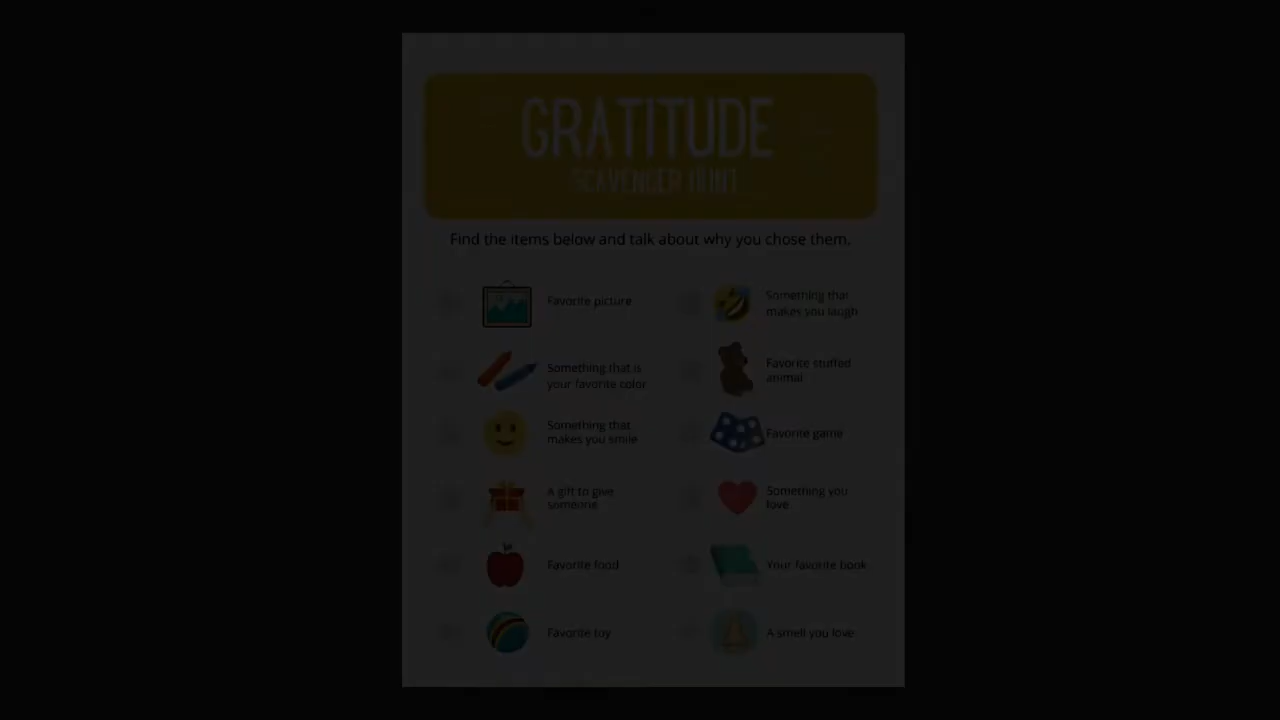 GRATITUDE
SCAVENGER HUNT
Find the items below and talk about why you chose them.
Favorite picture
Something that is
your favorite color
Something that
makes you smile
A gift to give
someone
Favorite food
Favorite toy
Something that
makes you laugh
Favorite stuffed
animal
Favorite game
Something you
love
Your favorite book
A smell you love